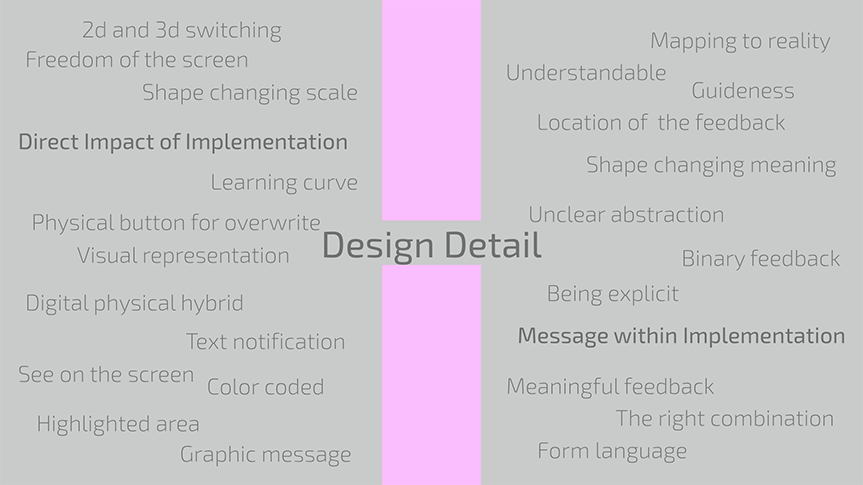 2d and 3d switching
Freedom of the screen
Shape changing scale
Direct Impact of Implementation
Learning curve
Physical button for overwrite
Visual representation
Digital physical hybrid
Text notification
See on the screen
Color coded
Highlighted area
Graphic message
Design Detail
Mapping to reality
Understandable
Guideness
Location of  the feedback
Shape changing meaning
Unclear abstraction
Binary feedback
Being explicit
Message within Implementation
Meaningful feedback
The right combination
Form language